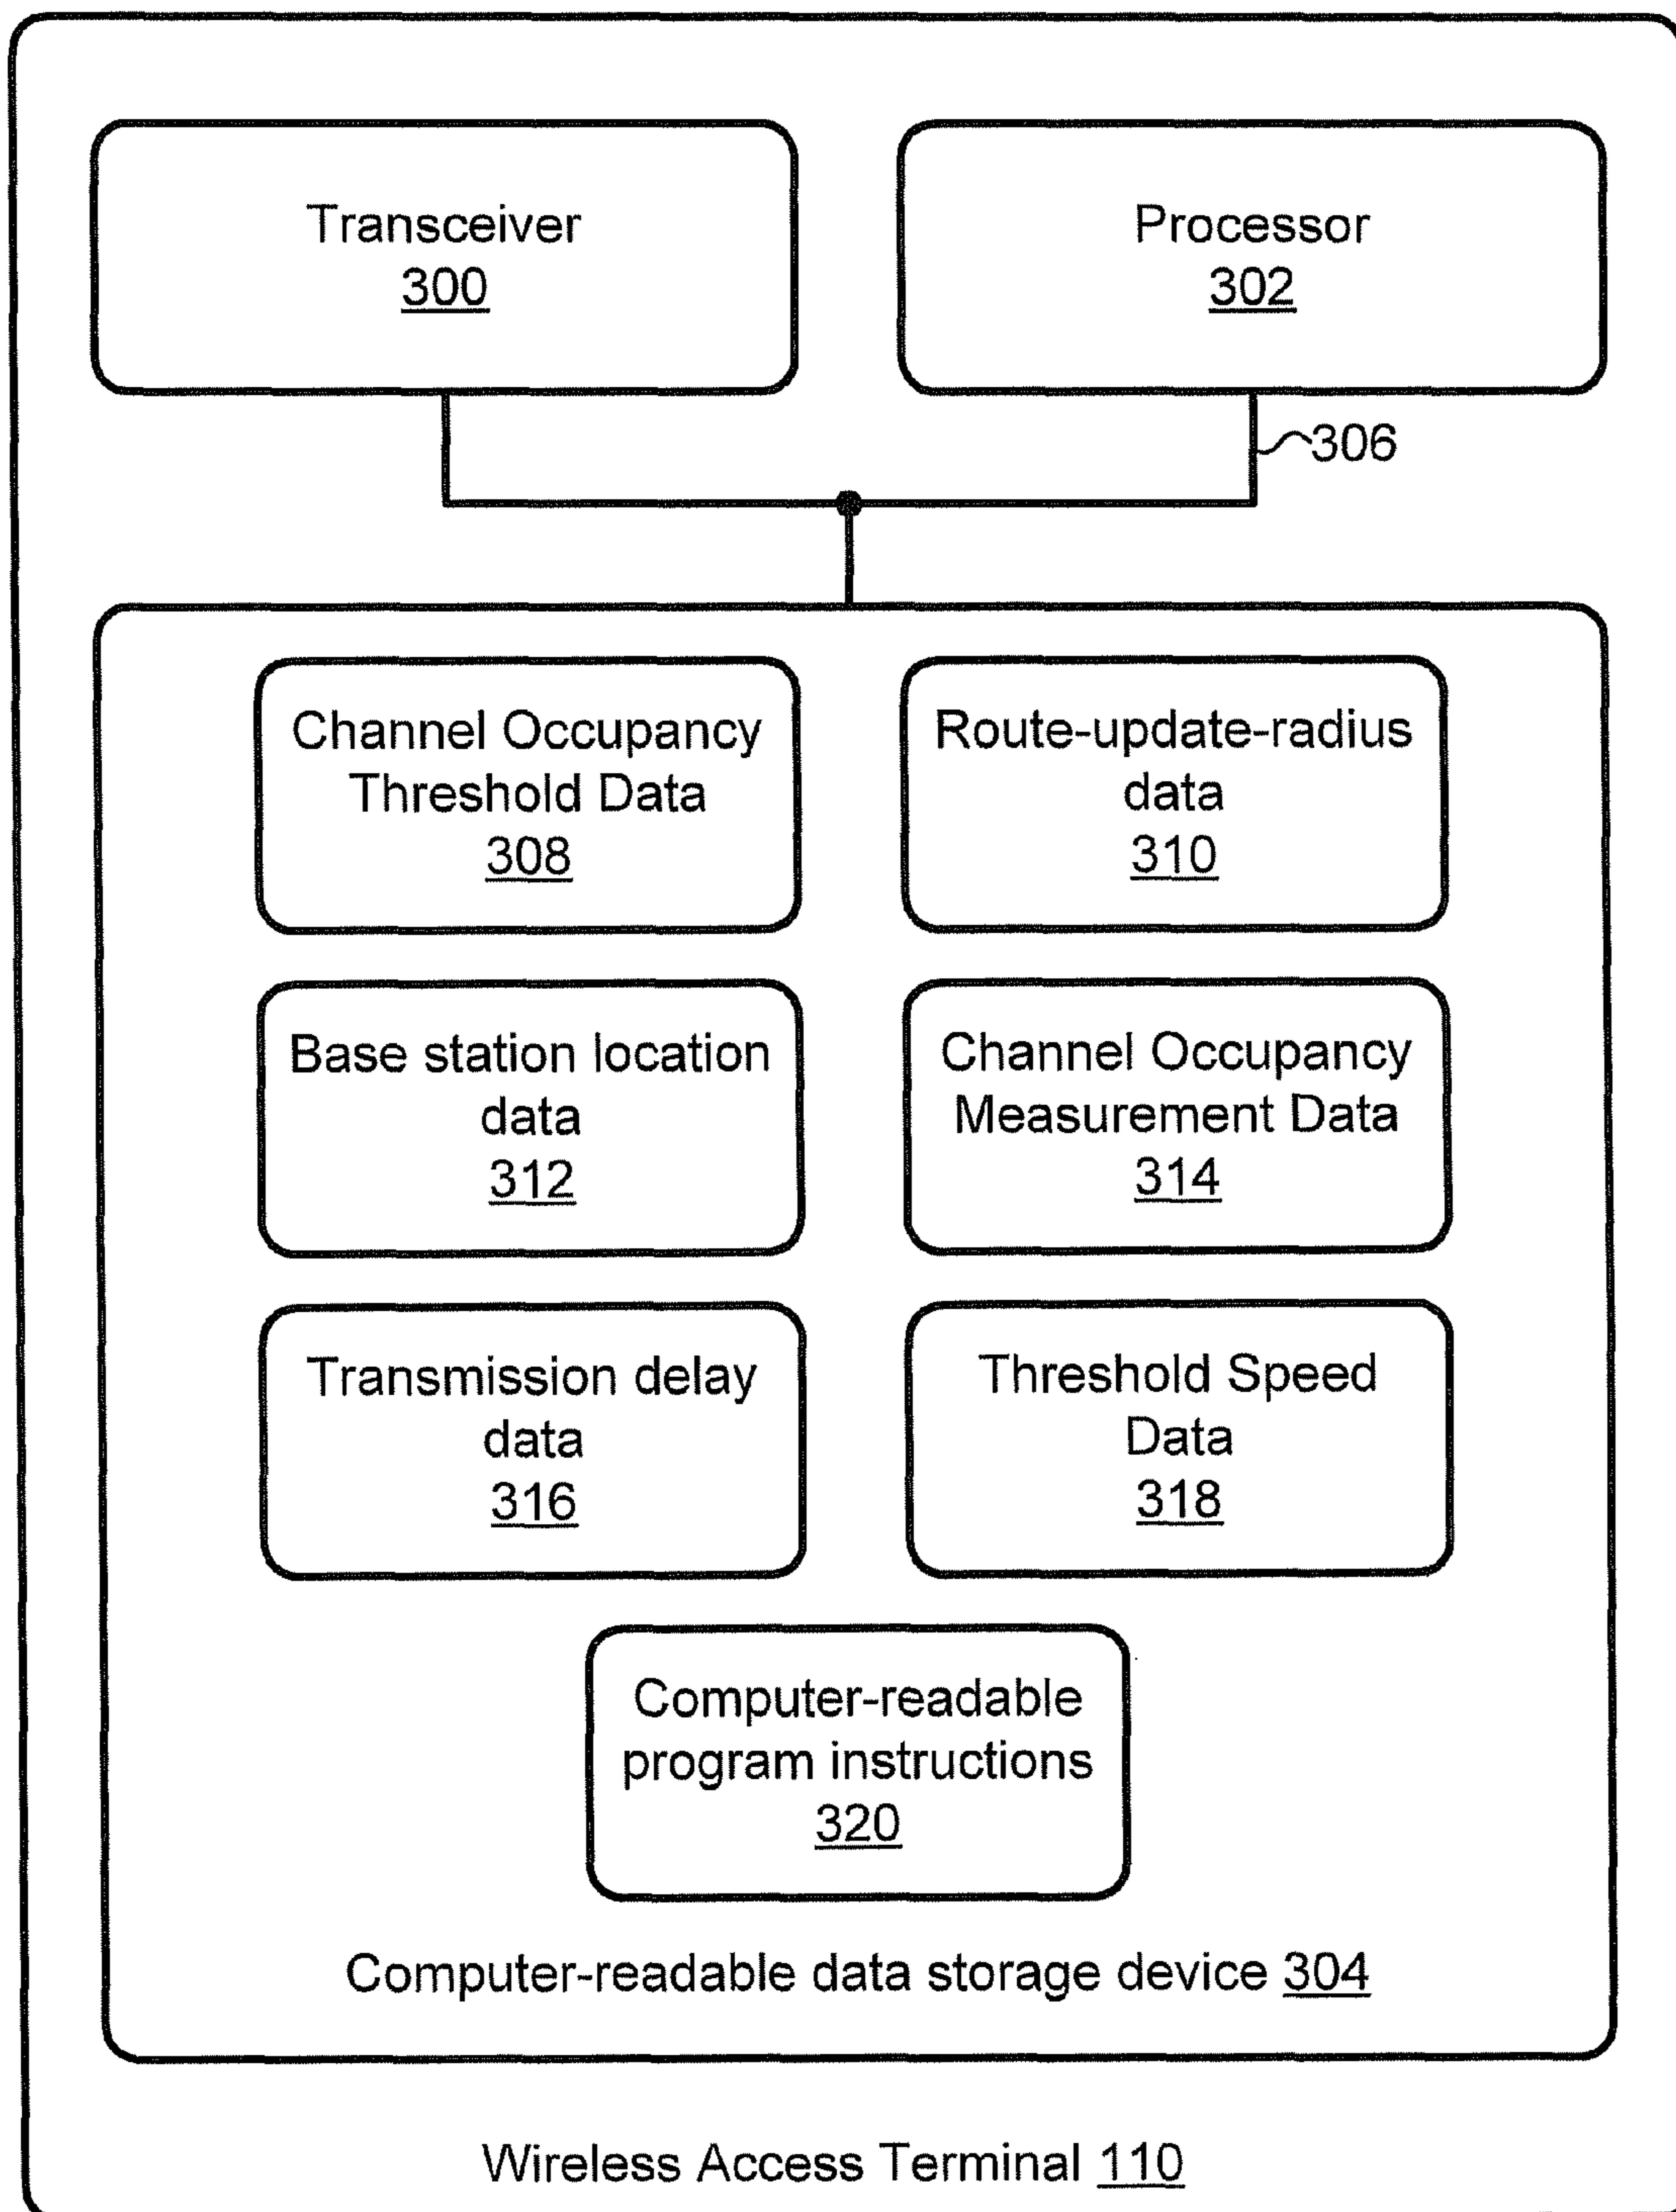 Transceiver
300
Processor
302
306
Channel Occupancy
Threshold Data
308
Route-update-radius
data
310
Base station location
data
312
Channel Occupancy
Measurement Data
314
Transmission delay
data
316
Threshold Speed
Data
318
Computer-readable
program instructions
320
Computer-readable data storage device 304
Wireless Access Terminal 110